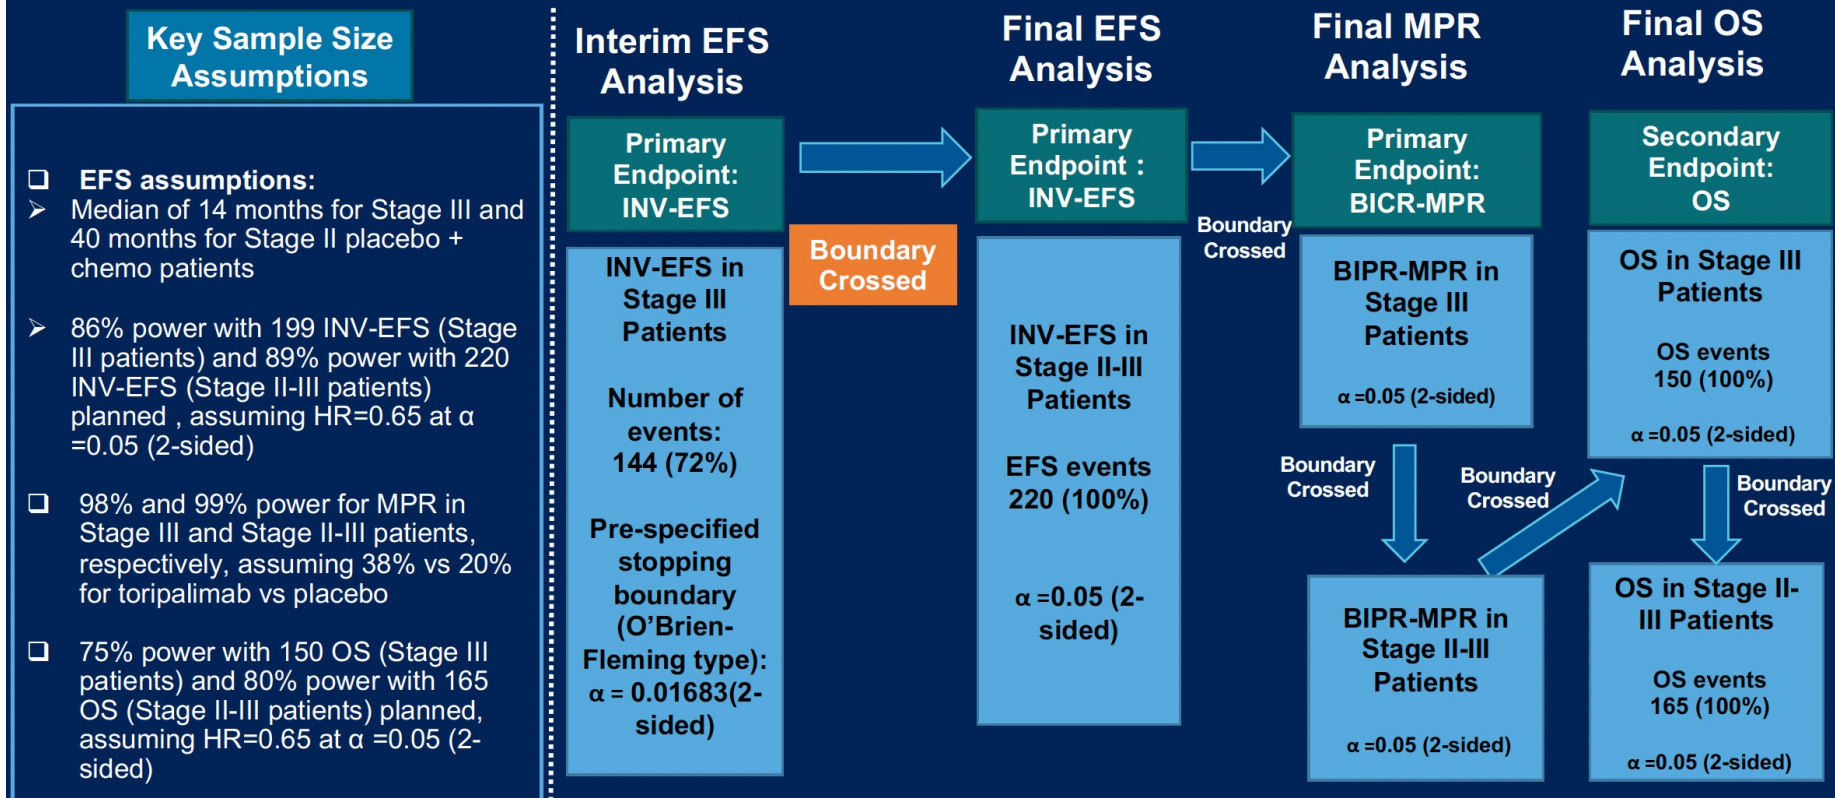 Key Sample Size
Assumptions
❑ EFS assumptions:
➢ Median of 14 months for Stage III and
40 months for Stage II placebo +
chemo patients
➢ 86% power with 199 INV-EFS (Stage
III patients) and 89% power with 220
INV-EFS (Stage II-III patients)
planned , assuming HR=0.65 at α
=0.05 (2-sided)
❑ 98% and 99% power for MPR in
Stage III and Stage II-III patients,
respectively, assuming 38% vs 20%
for toripalimab vs placebo
❑ 75% power with 150 OS (Stage III
patients) and 80% power with 165
OS (Stage II-III patients) planned,
assuming HR=0.65 at α =0.05 (2-
sided)
Interim EFS
Analysis
Primary
Endpoint:
INV-EFS
INV-EFS in
Stage III
Patients
Number of
events:
144 (72%)
Pre-specified
stopping
boundary
(O’Brien-
Fleming type):
α = 0.01683(2-
sided)
Boundary
Crossed
Final EFS
Analysis
Primary
Endpoint :
INV-EFS
INV-EFS in
Stage II-III
Patients
EFS events
220 (100%)
α =0.05 (2-
sided)
Boundary
Crossed
Final MPR
Analysis
Primary
Endpoint:
BICR-MPR
BIPR-MPR in
Stage III
Patients
α =0.05 (2-sided)
Boundary
Crossed
BIPR-MPR in
Stage II-III
Patients
α =0.05 (2-sided)
Boundary
Crossed
Final OS
Analysis
Secondary
Endpoint:
OS
OS in Stage III
Patients
OS events
150 (100%)
α =0.05 (2-sided)
Boundary
Crossed
OS in Stage II-
III Patients
OS events
165 (100%)
α =0.05 (2-sided)